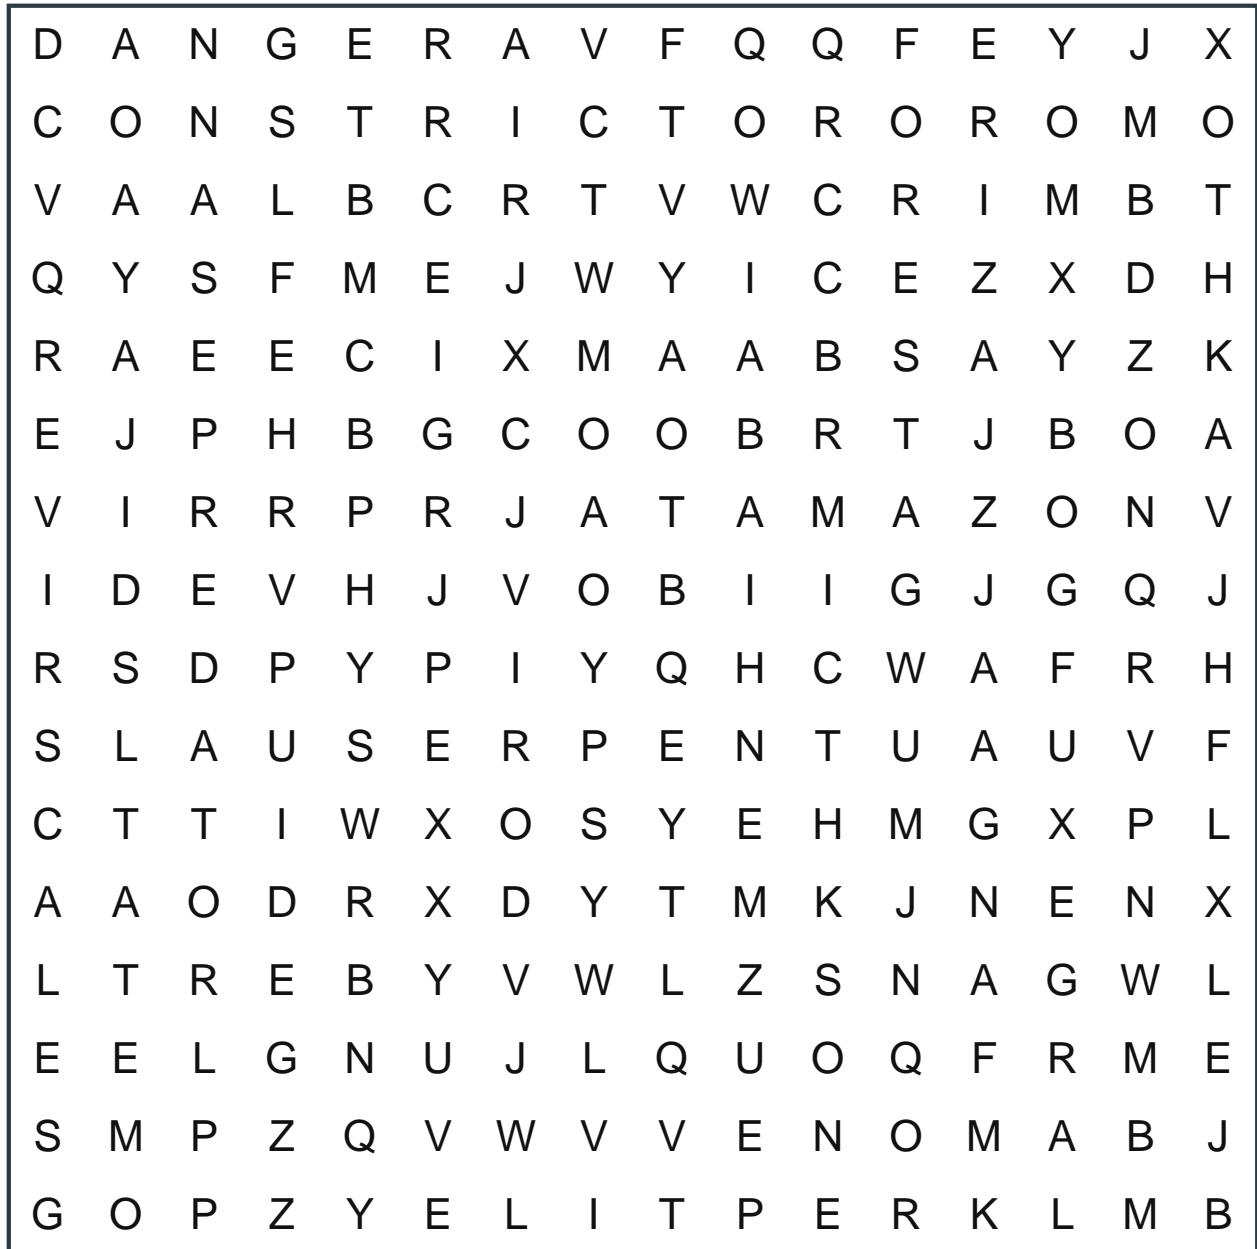 D A N G E R A V F Q Q F E Y J X
C O N S T R I C T O R O R O M O
V A A L B C R T V W C R I M B T
Q Y S F M E J W Y I C E Z X D H
R A E E C I X M A A B S A Y Z K
E J P H B G C O O B R T J B O A
V I R R P R J A T A M A Z O N V
I D E V H J V O B I I G J G Q J
R S D P Y P I Y Q H C W A F R H
S L A U S E R P E N T U A U V F
C T T I W X O S Y E H M G X P L
A A O D R X D Y T M K J N E N X
L T R E B Y V W L Z S N A G W L
E E L G N U J L Q U O Q F R M E
S M P Z Q V W V V E N O M A B J
G O P Z Y E L I T P E R K L M B